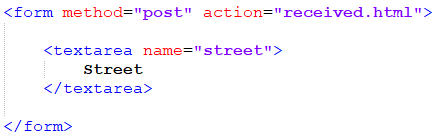 <form method="post" action="received.html">
<textarea name="street">
Street
</textarea>
</form>